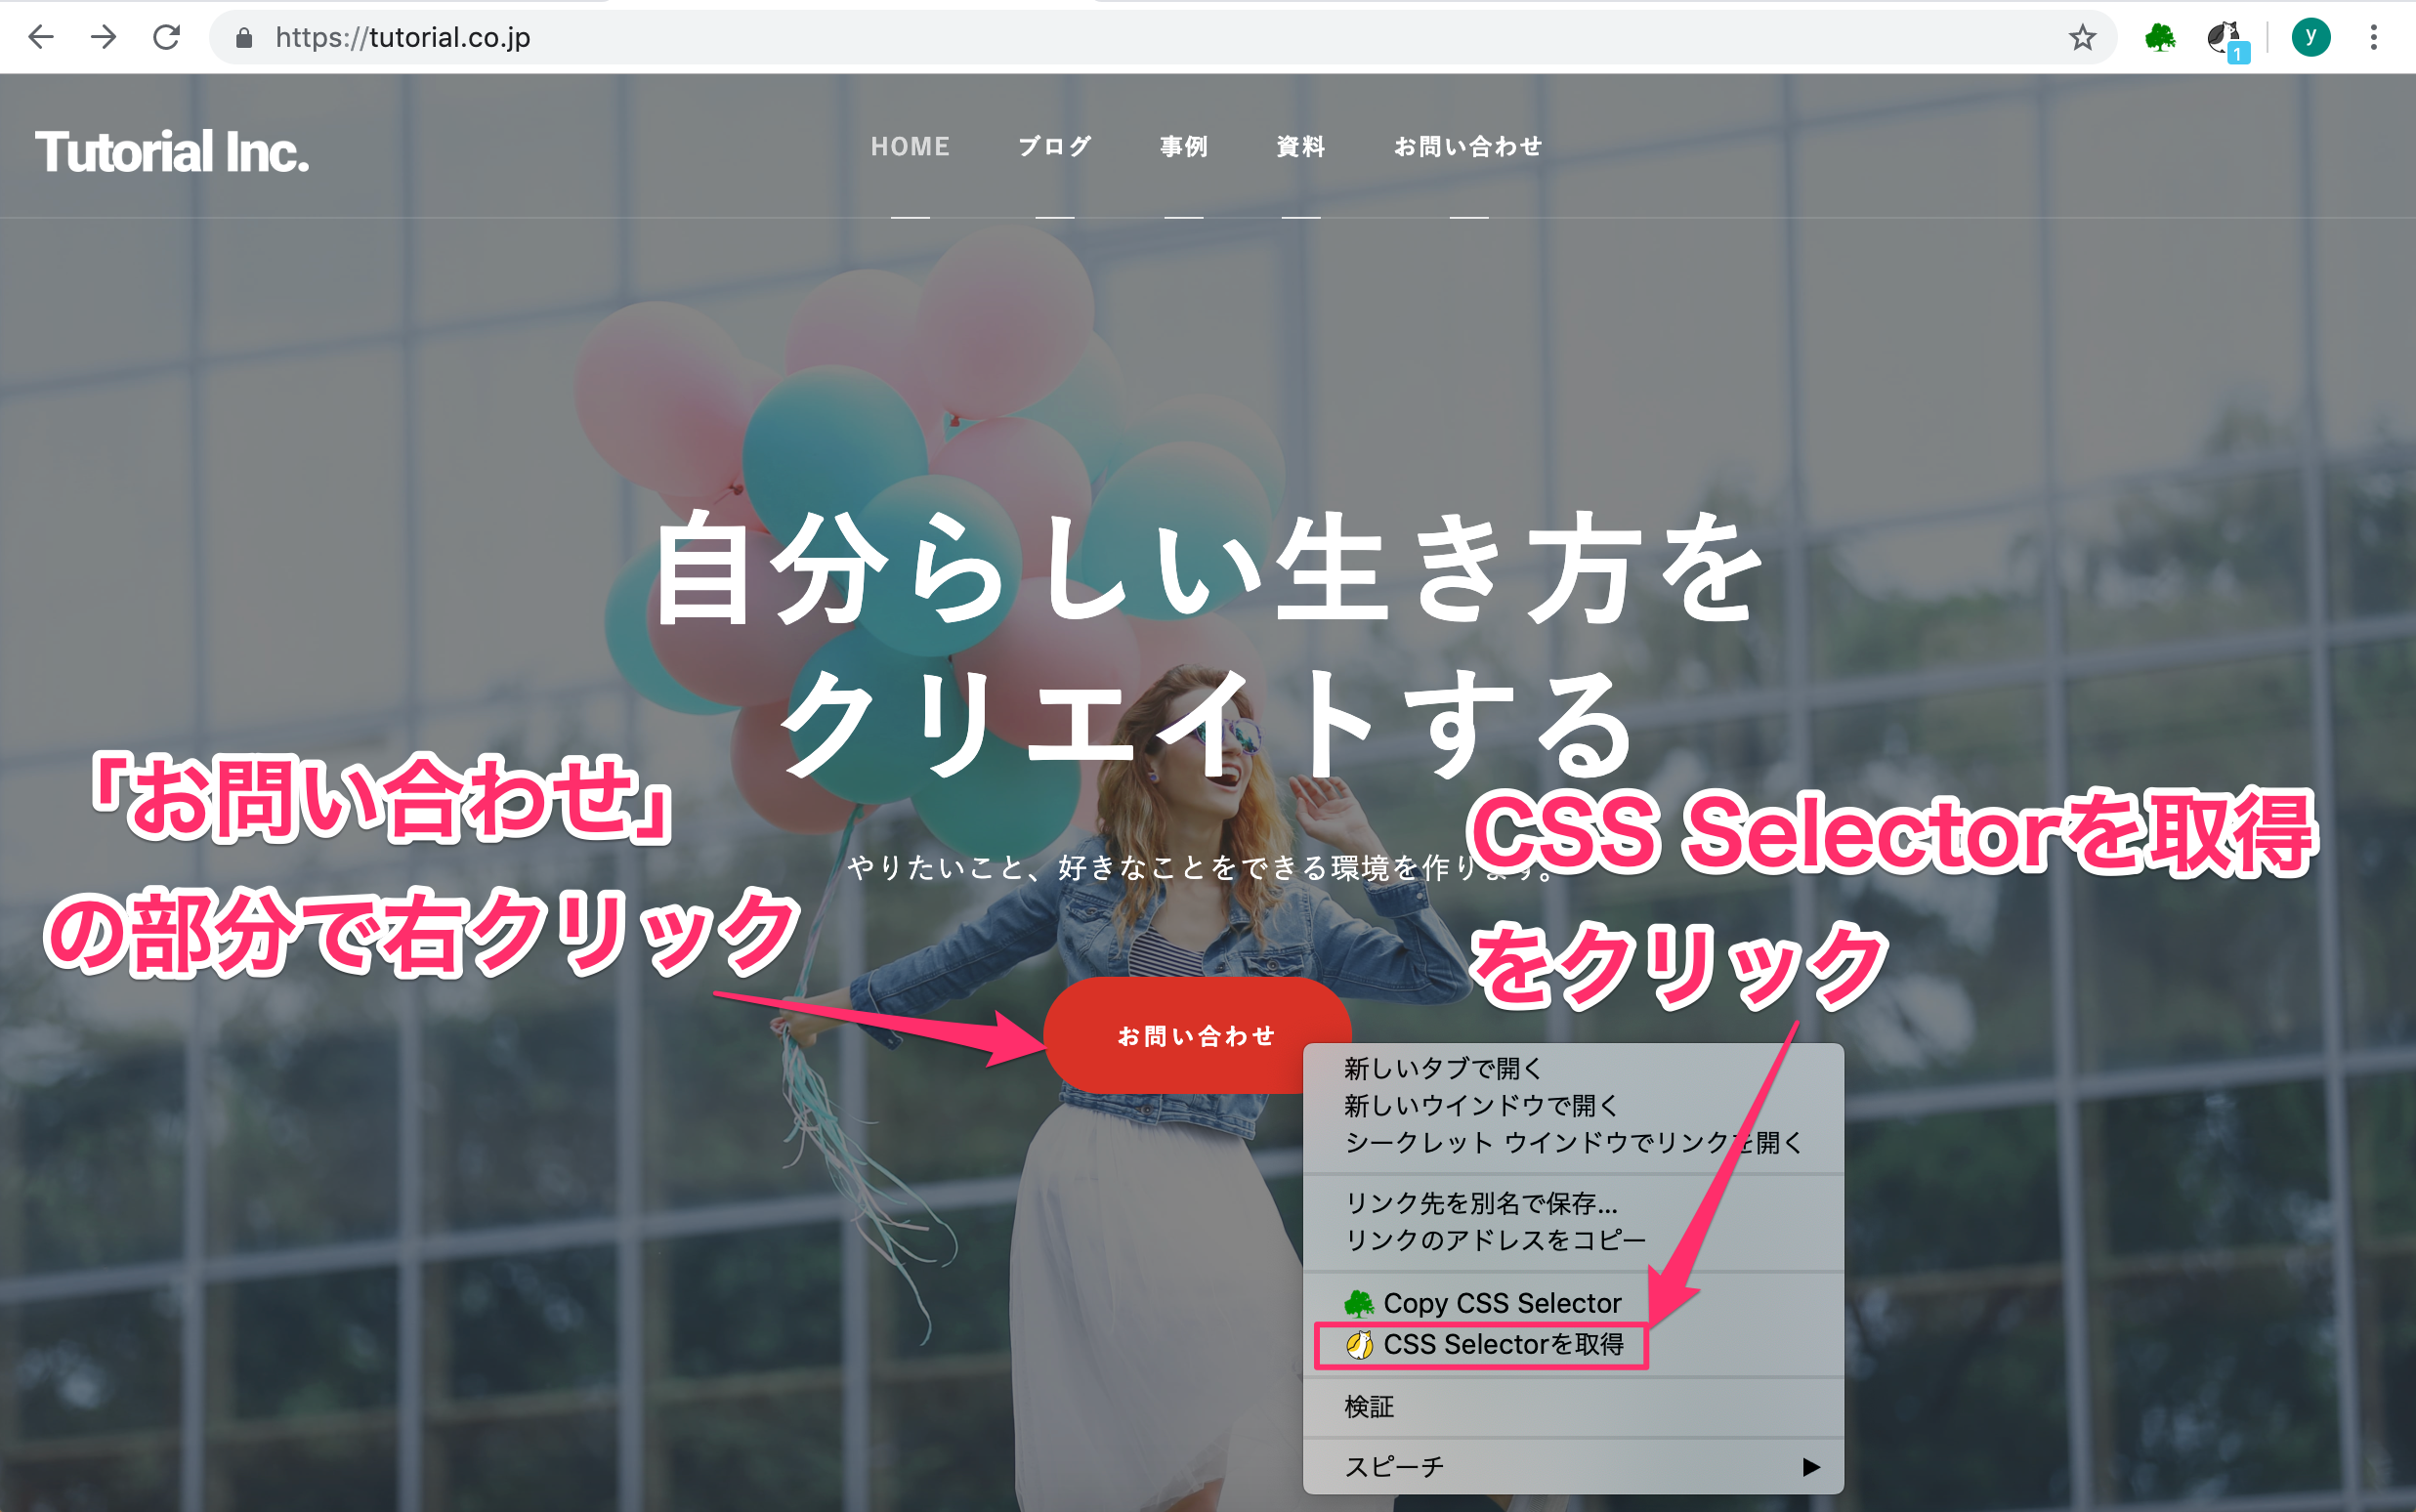 https://tutorial.co.jp
1
y
Tutorial Inc.
HOME ブログ 事例 資料 お問い合わせ
自分らしい生き方を
クリエイトする
「お問い合わせ」
の部分で右クリック
CSS Selectorを取得
をクリック
やりたいこと、好きなことをできる環境を作ります。
お問い合わせ
新しいタブで開く
新しいウインドウで開く
シークレット ウインドウでリンクを開く
リンク先を別名で保存...
リンクのアドレスをコピー
Copy CSS Selector
CSS Selectorを取得
検証
スピーチ